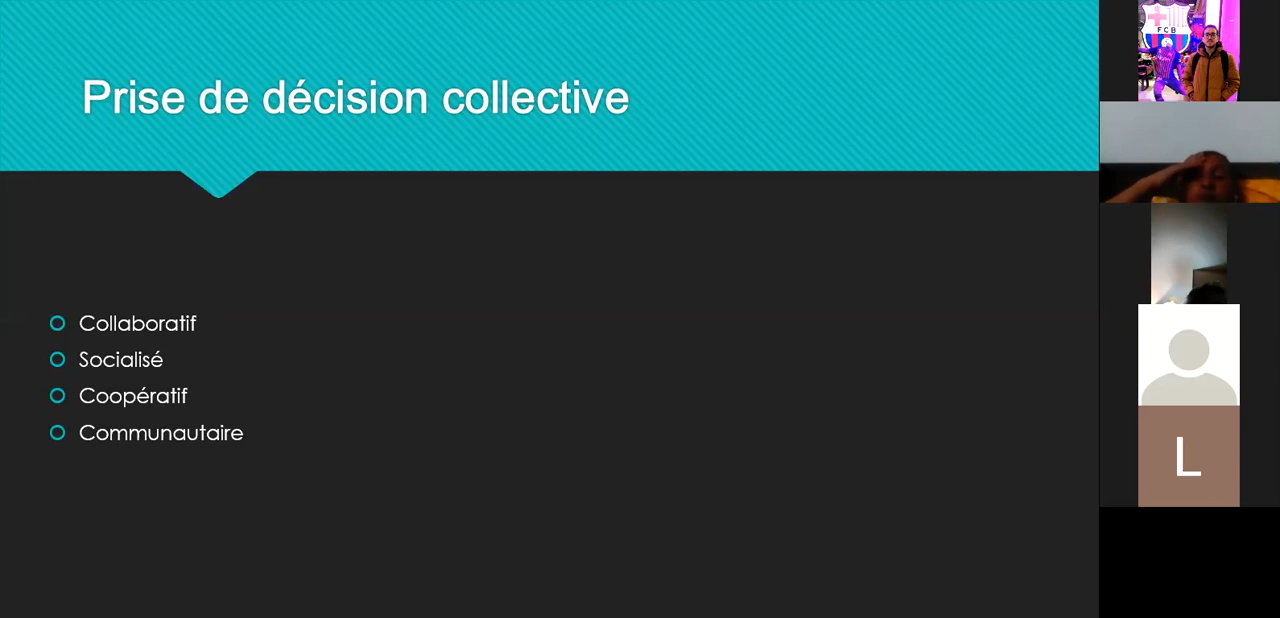 Prise de décision collective
Collaboratif
Socialisé
Coopératif
Communautaire
FCB
L